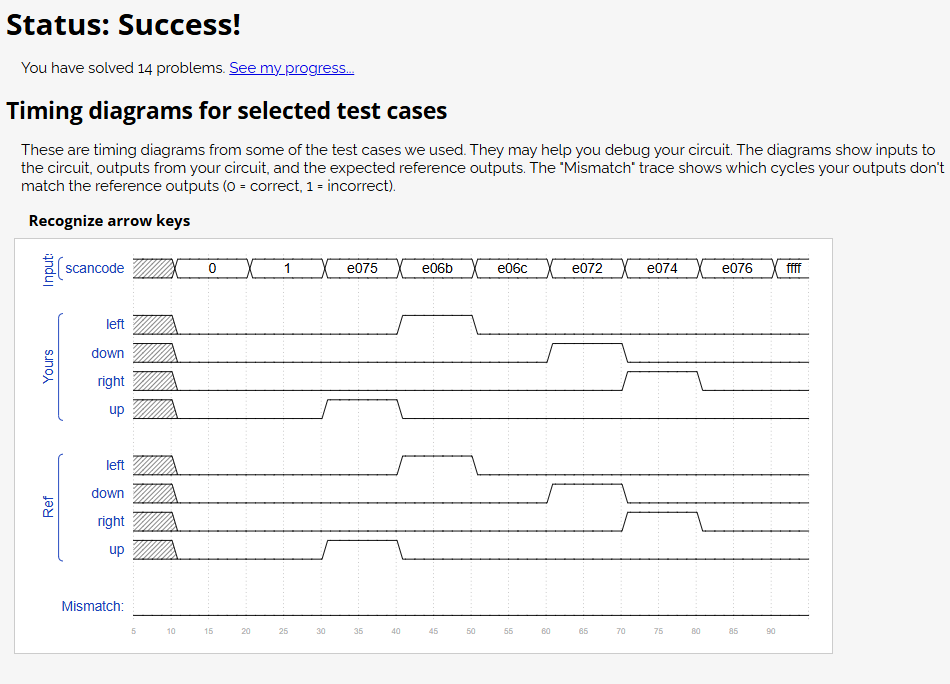 Status: Success!
You have solved 14 problems. See my progress...
Timing diagrams for selected test cases
These are timing diagrams from some of the test cases we used. They may help you debug your circuit. The diagrams show inputs to
the circuit, outputs from your circuit, and the expected reference outputs. The "Mismatch" trace shows which cycles your outputs don't
match the reference outputs (0 = correct, 1 = incorrect).
Recognize arrow keys
Input:
scancode 0 1 e075 e06b e06c e072 e074 e076 ffff
Yours
left
down
right
up
Ref
left
down
right
up
Mismatch:
5 10 15 20 25 30 35 40 45 50 55 60 65 70 75 80 85 90